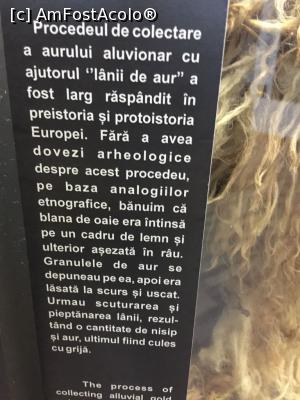 [c] AmFostAcolo®
Procedeul de colectare
a aurului aluvionar cu
ajutorul ‘’lânii de aur’’ a
fost larg răspândit în
preistoria și protoistoria
Europei. Fără a avea
dovezi arheologice
despre acest procedeu,
pe baza analogiilor
etnografice, bănuim că
blana de oaie era întinsă
pe un cadru de lemn și
ulterior așezată în râu.
Granulele de aur se
depuneau pe ea, apoi era
lăsată la scurs și uscat.
Urmau scuturarea și
pieptănarea lânii, rezul-
tând o cantitate de nisip
și aur, ultimul fiind cules
cu grijă.
The process of
collecting alluvial gold